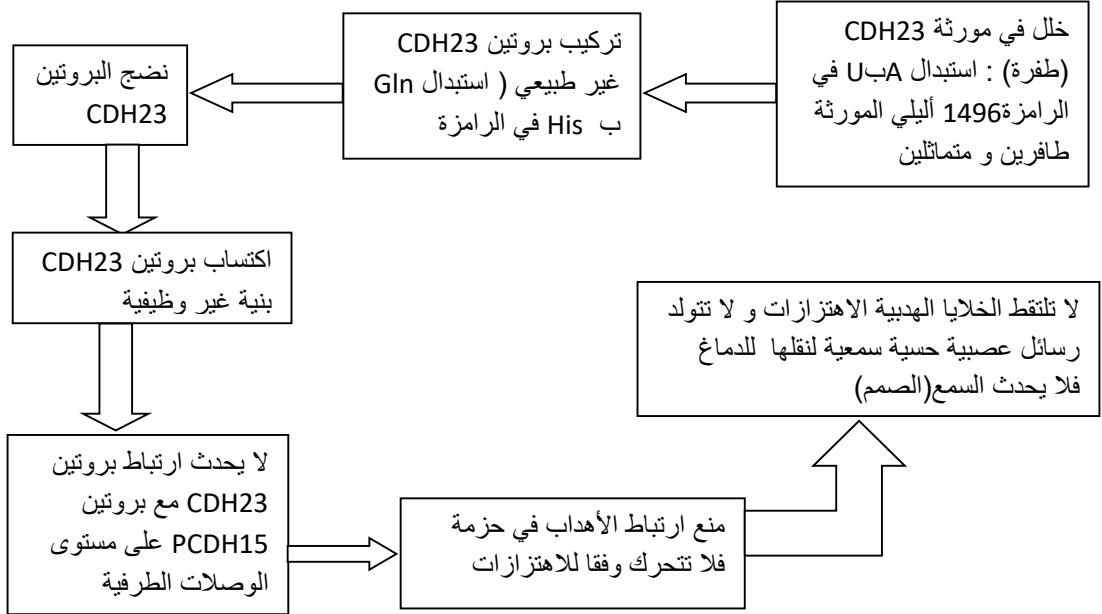 خلل في مورثة CDH23
(طفرة) : استبدال AبـU في
الرامزة1496 أليلي المورثة
طافرين و متماثلين
تركيب بروتين CDH23
غير طبيعي ( استبدال Gln
ب His في الرامزة
نضج البروتين
CDH23
اكتساب بروتين CDH23
بنية غير وظيفية
لا يحدث ارتباط بروتين
CDH23 مع بروتين
PCDH15 على مستوى
الوصلات الطرفية
منع ارتباط الأهداب في حزمة
فلا تتحرك وفقا للاهتزازات
لا تلتقط الخلايا الهدبية الاهتزازات و لا تتولد
رسائل عصبية حسية سمعية لنقلها للدماغ
فلا يحدث السمع(الصمم)